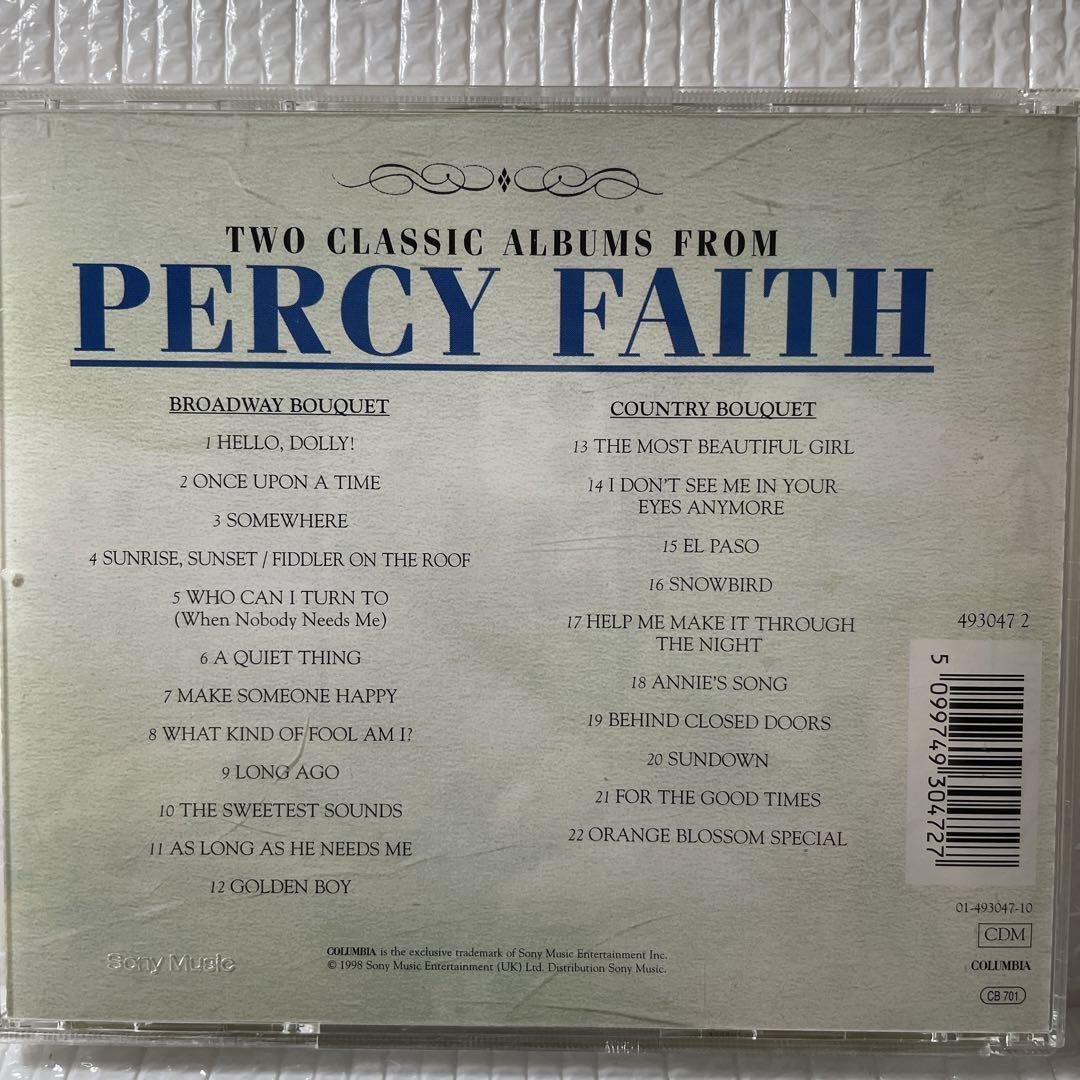 TWO CLASSIC ALBUMS FROM
PERCY FAITH
BROADWAY BOUQUET
1 HELLO, DOLLY!
2 ONCE UPON A TIME
3 SOMEWHERE
4 SUNRISE, SUNSET / FIDDLER ON THE ROOF
5 WHO CAN I TURN TO
(When Nobody Needs Me)
6 A QUIET THING
7 MAKE SOMEONE HAPPY
8 WHAT KIND OF FOOL AM I?
9 LONG AGO
10 THE SWEETEST SOUNDS
11 AS LONG AS HE NEEDS ME
12 GOLDEN BOY
COUNTRY BOUQUET
13 THE MOST BEAUTIFUL GIRL
14 I DON'T SEE ME IN YOUR
EYES ANYMORE
15 EL PASO
16 SNOWBIRD
17 HELP ME MAKE IT THROUGH
THE NIGHT
18 ANNIE'S SONG
19 BEHIND CLOSED DOORS
20 SUNDOWN
21 FOR THE GOOD TIMES
22 ORANGE BLOSSOM SPECIAL
493047 2
5 099749 304727
01-493047-10
CDM
COLUMBIA
CB 701
Sony Music
COLUMBIA is the exclusive trademark of Sony Music Entertainment Inc.
© 1998 Sony Music Entertainment (UK) Ltd. Distribution Sony Music.